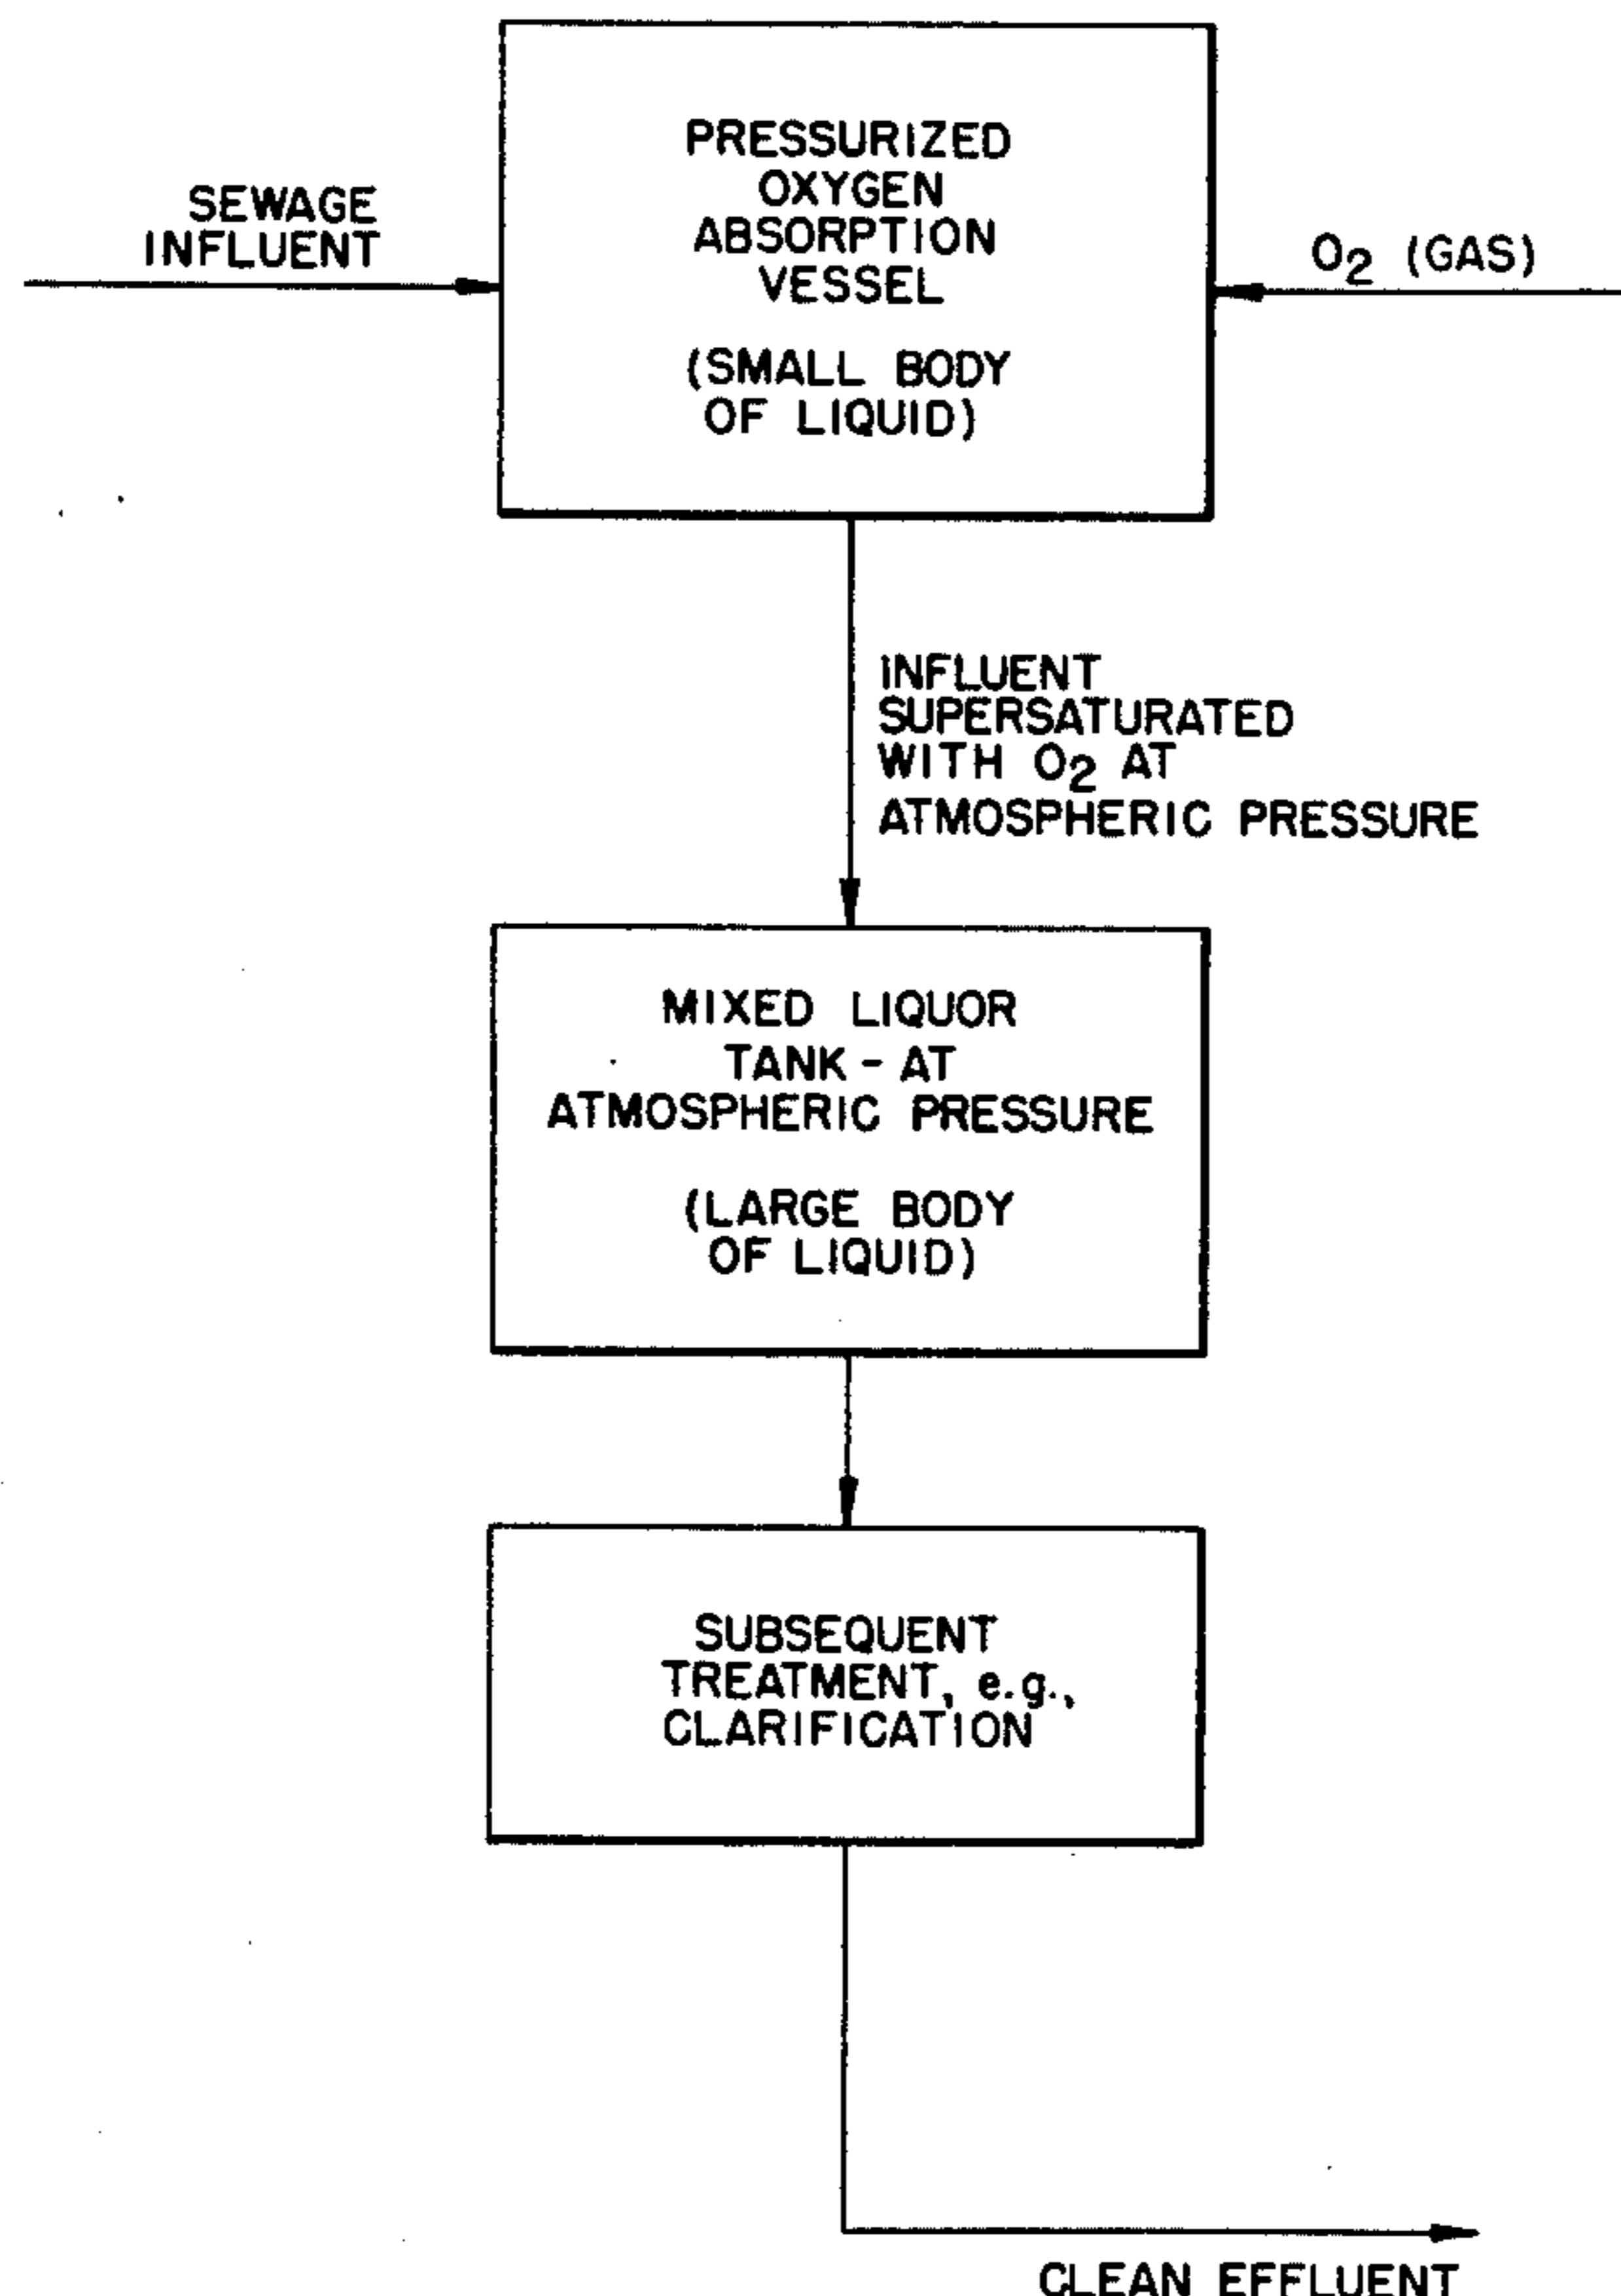 PRESSURIZED
OXYGEN
ABSORPTION
VESSEL
(SMALL BODY
OF LIQUID)
SEWAGE
INFLUENT
O₂ (GAS)
INFLUENT
SUPERSATURATED
WITH O₂ AT
ATMOSPHERIC PRESSURE
MIXED LIQUOR
TANK - AT
ATMOSPHERIC PRESSURE
(LARGE BODY
OF LIQUID)
SUBSEQUENT
TREATMENT, e.g.,
CLARIFICATION
CLEAN EFFLUENT